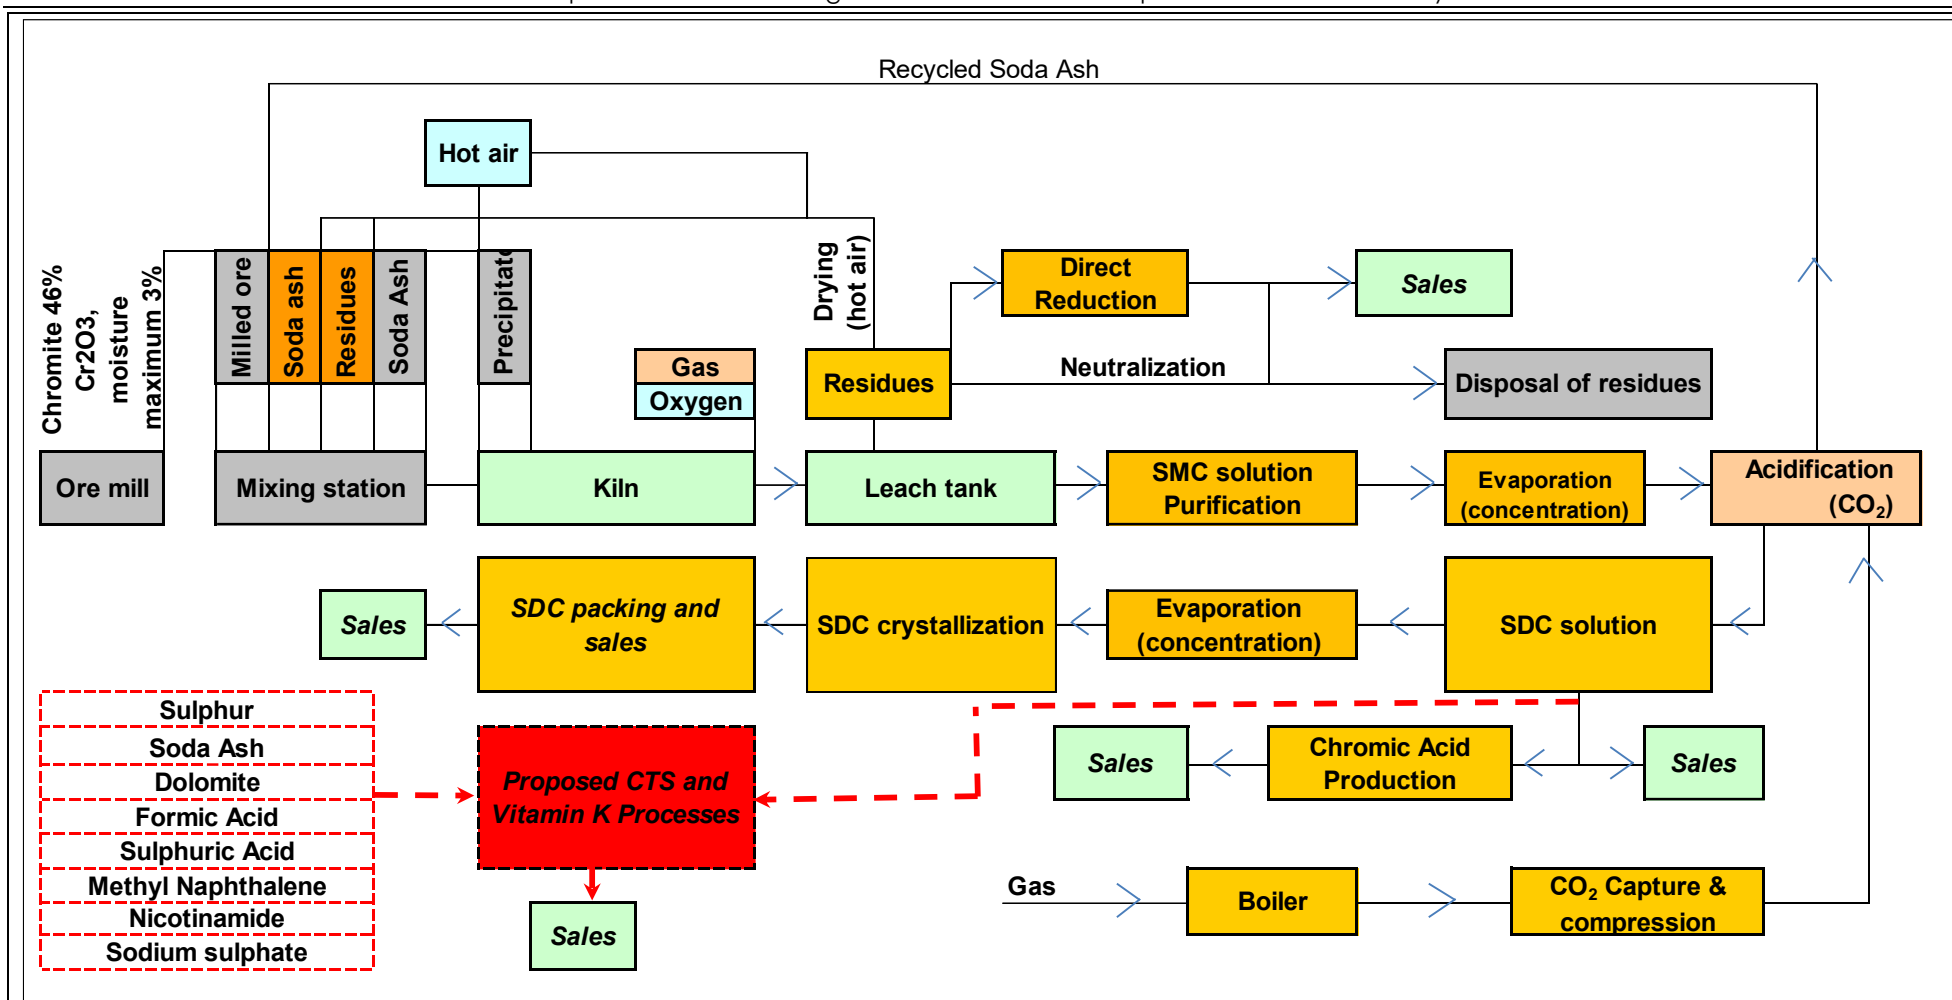 Recycled Soda Ash
Hot air
Chromite 46%
Cr2O3,
moisture
maximum 3%
Milled ore
Soda ash
Residues
Soda Ash
Precipitate
Drying
(hot air)
Direct
Reduction
Sales
Gas
Oxygen
Residues
Neutralization
Disposal of residues
Ore mill
Mixing station
Kiln
Leach tank
SMC solution
Purification
Evaporation
(concentration)
Acidification
(CO₂)
Sales
SDC packing and
sales
SDC crystallization
Evaporation
(concentration)
SDC solution
Sulphur
Soda Ash
Dolomite
Formic Acid
Sulphuric Acid
Methyl Naphthalene
Nicotinamide
Sodium sulphate
Proposed CTS and
Vitamin K Processes
Sales
Sales
Chromic Acid
Production
Sales
Gas
Boiler
CO₂ Capture &
compression